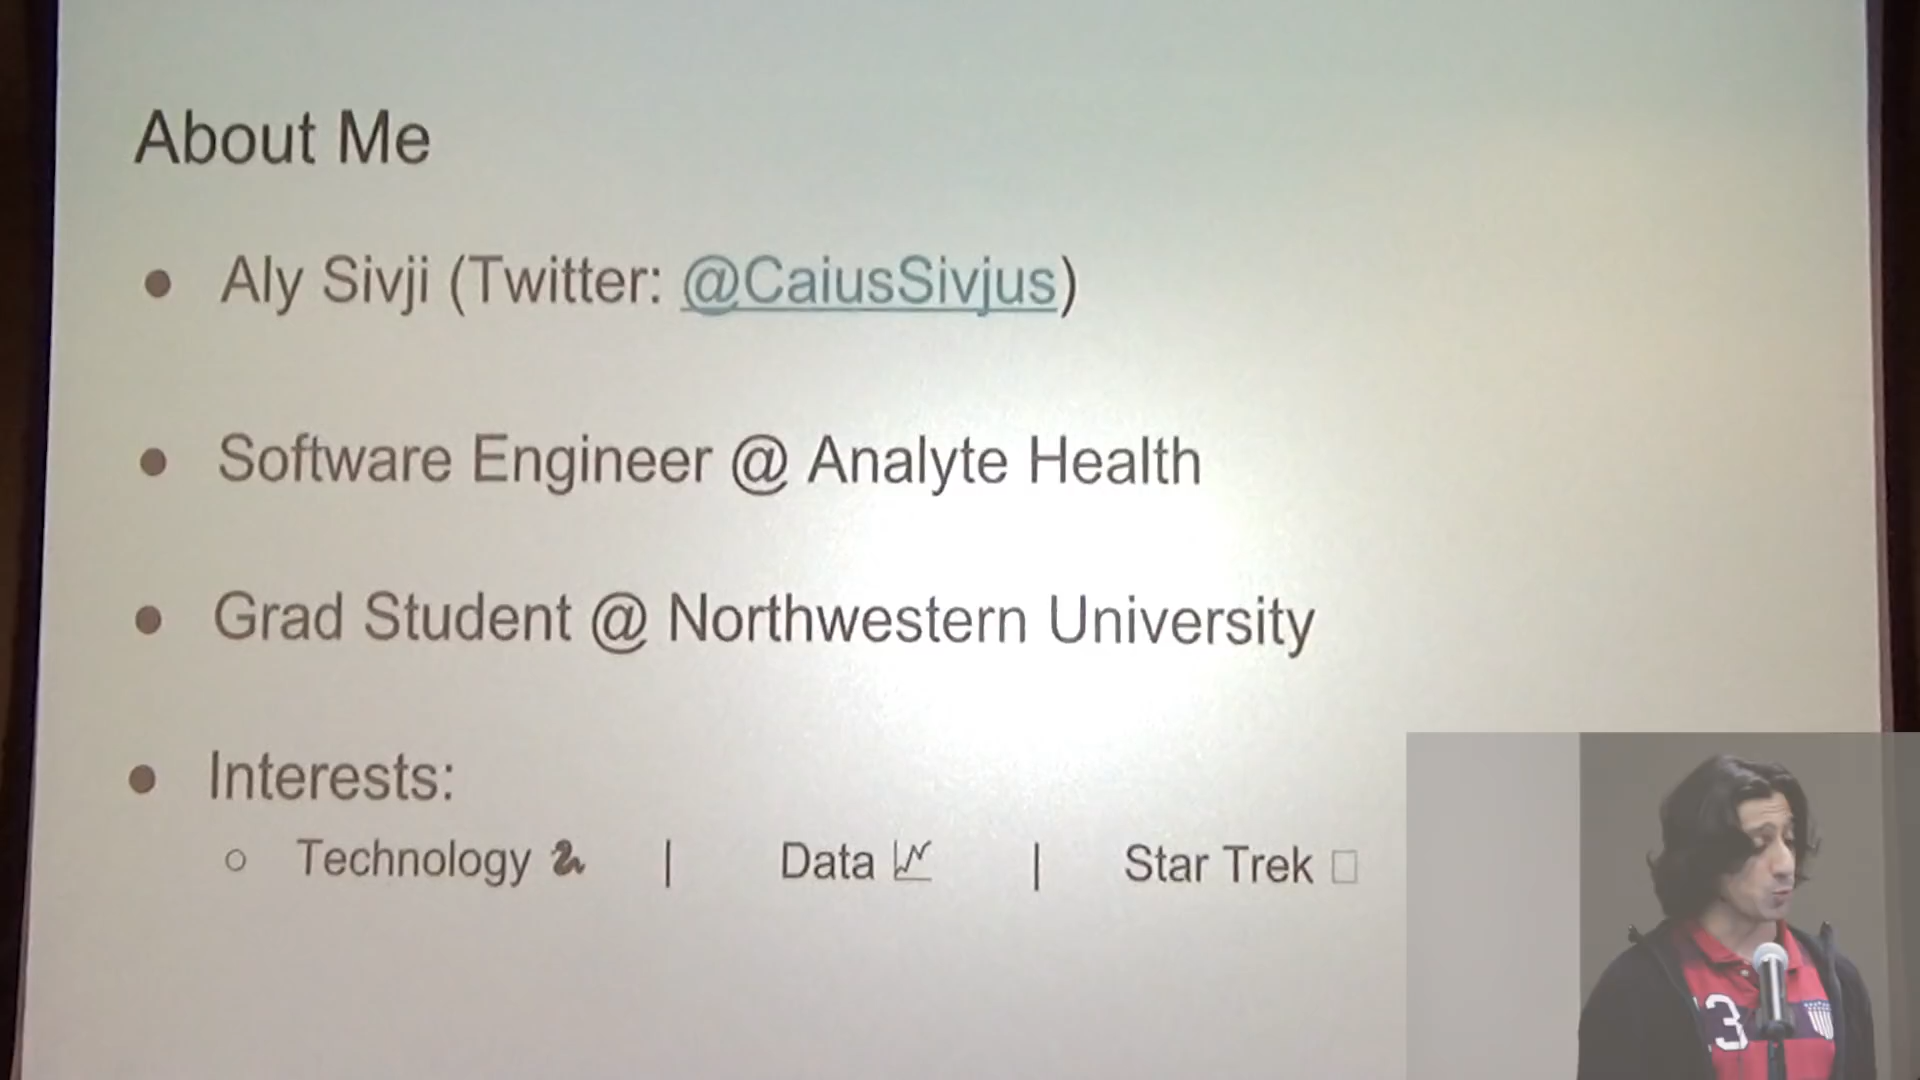 About Me
● Aly Sivji (Twitter: @CaiusSivjus)
● Software Engineer @ Analyte Health
● Grad Student @ Northwestern University
● Interests:
○ Technology | Data | Star Trek
3